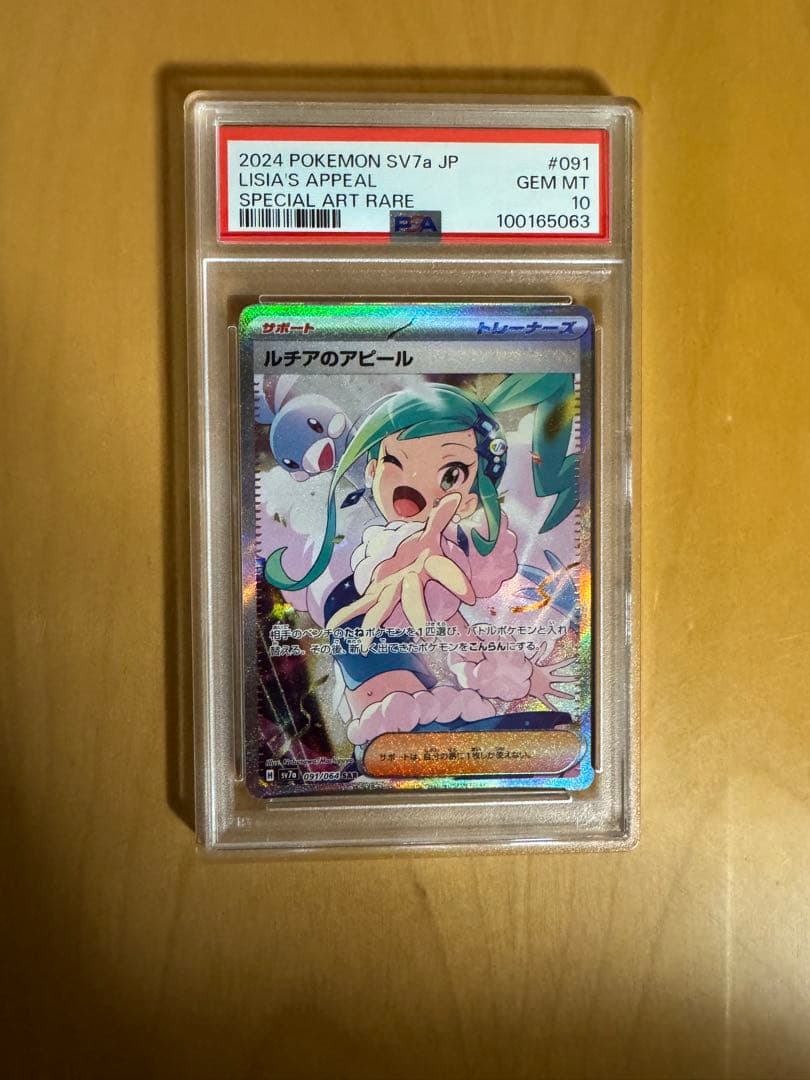 2024 POKEMON SV7a JP #091
LISIA'S APPEAL GEM MT
SPECIAL ART RARE 10
PSA 100165063
サポート トレーナーズ
ルチアのアピール
相手のベンチのたねポケモンを1匹選び、バトルポケモンと入れ
替える。その後、新しく出てきたポケモンをこんらんにする。
サポートは、自分の番に1枚しか使えない。
H sv7a 091/064 SAR